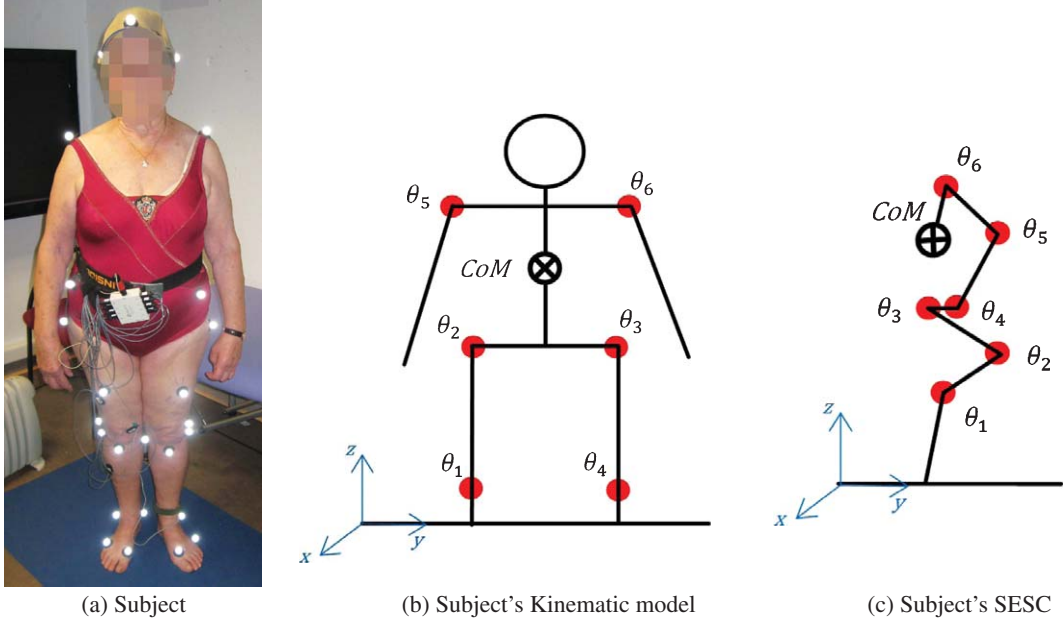 θ5
θ6
CoM
θ2
θ3
θ1
θ4
z
y
x
θ6
CoM
θ5
θ3
θ4
θ2
θ1
z
y
x
INSIGL
(a) Subject
(b) Subject's Kinematic model
(c) Subject's SESC